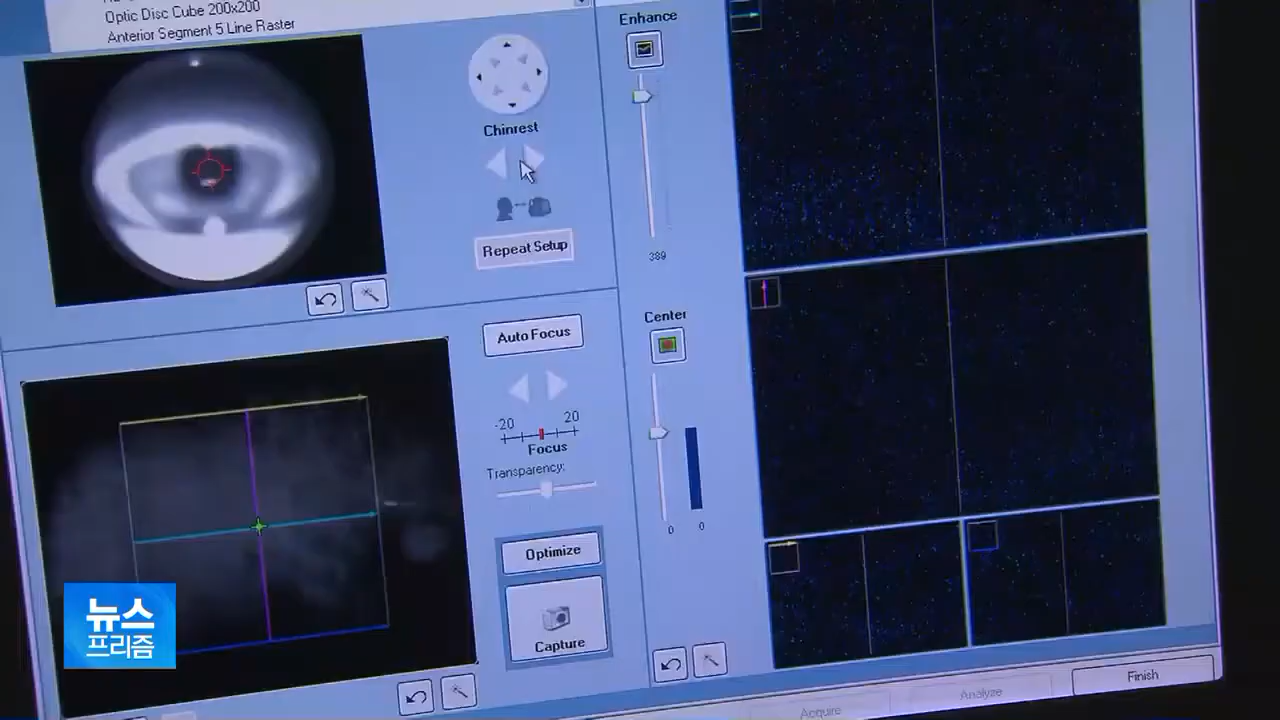 Optic Disc Cube 200x200
Anterior Segment 5 Line Raster
Chinrest
Repeat Setup
Enhance
389
Auto Focus
-20 20
Focus
Transparency:
Center
0 0
Optimize
Capture
뉴스
프리즘
Acquire
Analyze
Finish